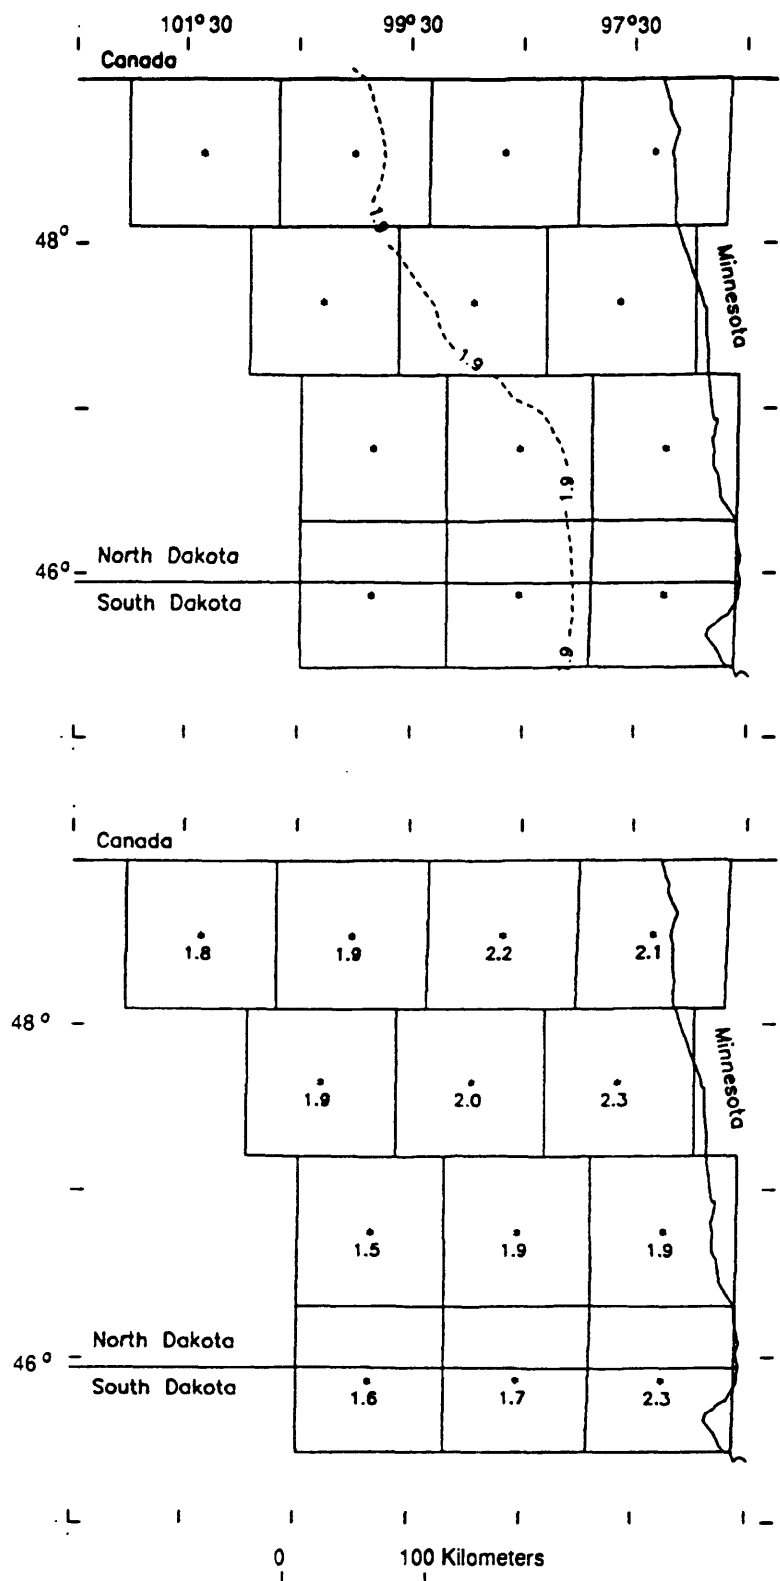 101°30 99°30 97°30
Canada
1.9
48°
Minnesota
1.9
1.9
North Dakota
46°
South Dakota
1.9
Canada
1.8 1.9 2.2 2.1
48°
Minnesota
1.9 2.0 2.3
1.5 1.9 1.9
North Dakota
46°
South Dakota
1.6 1.7 2.3
0 100 Kilometers